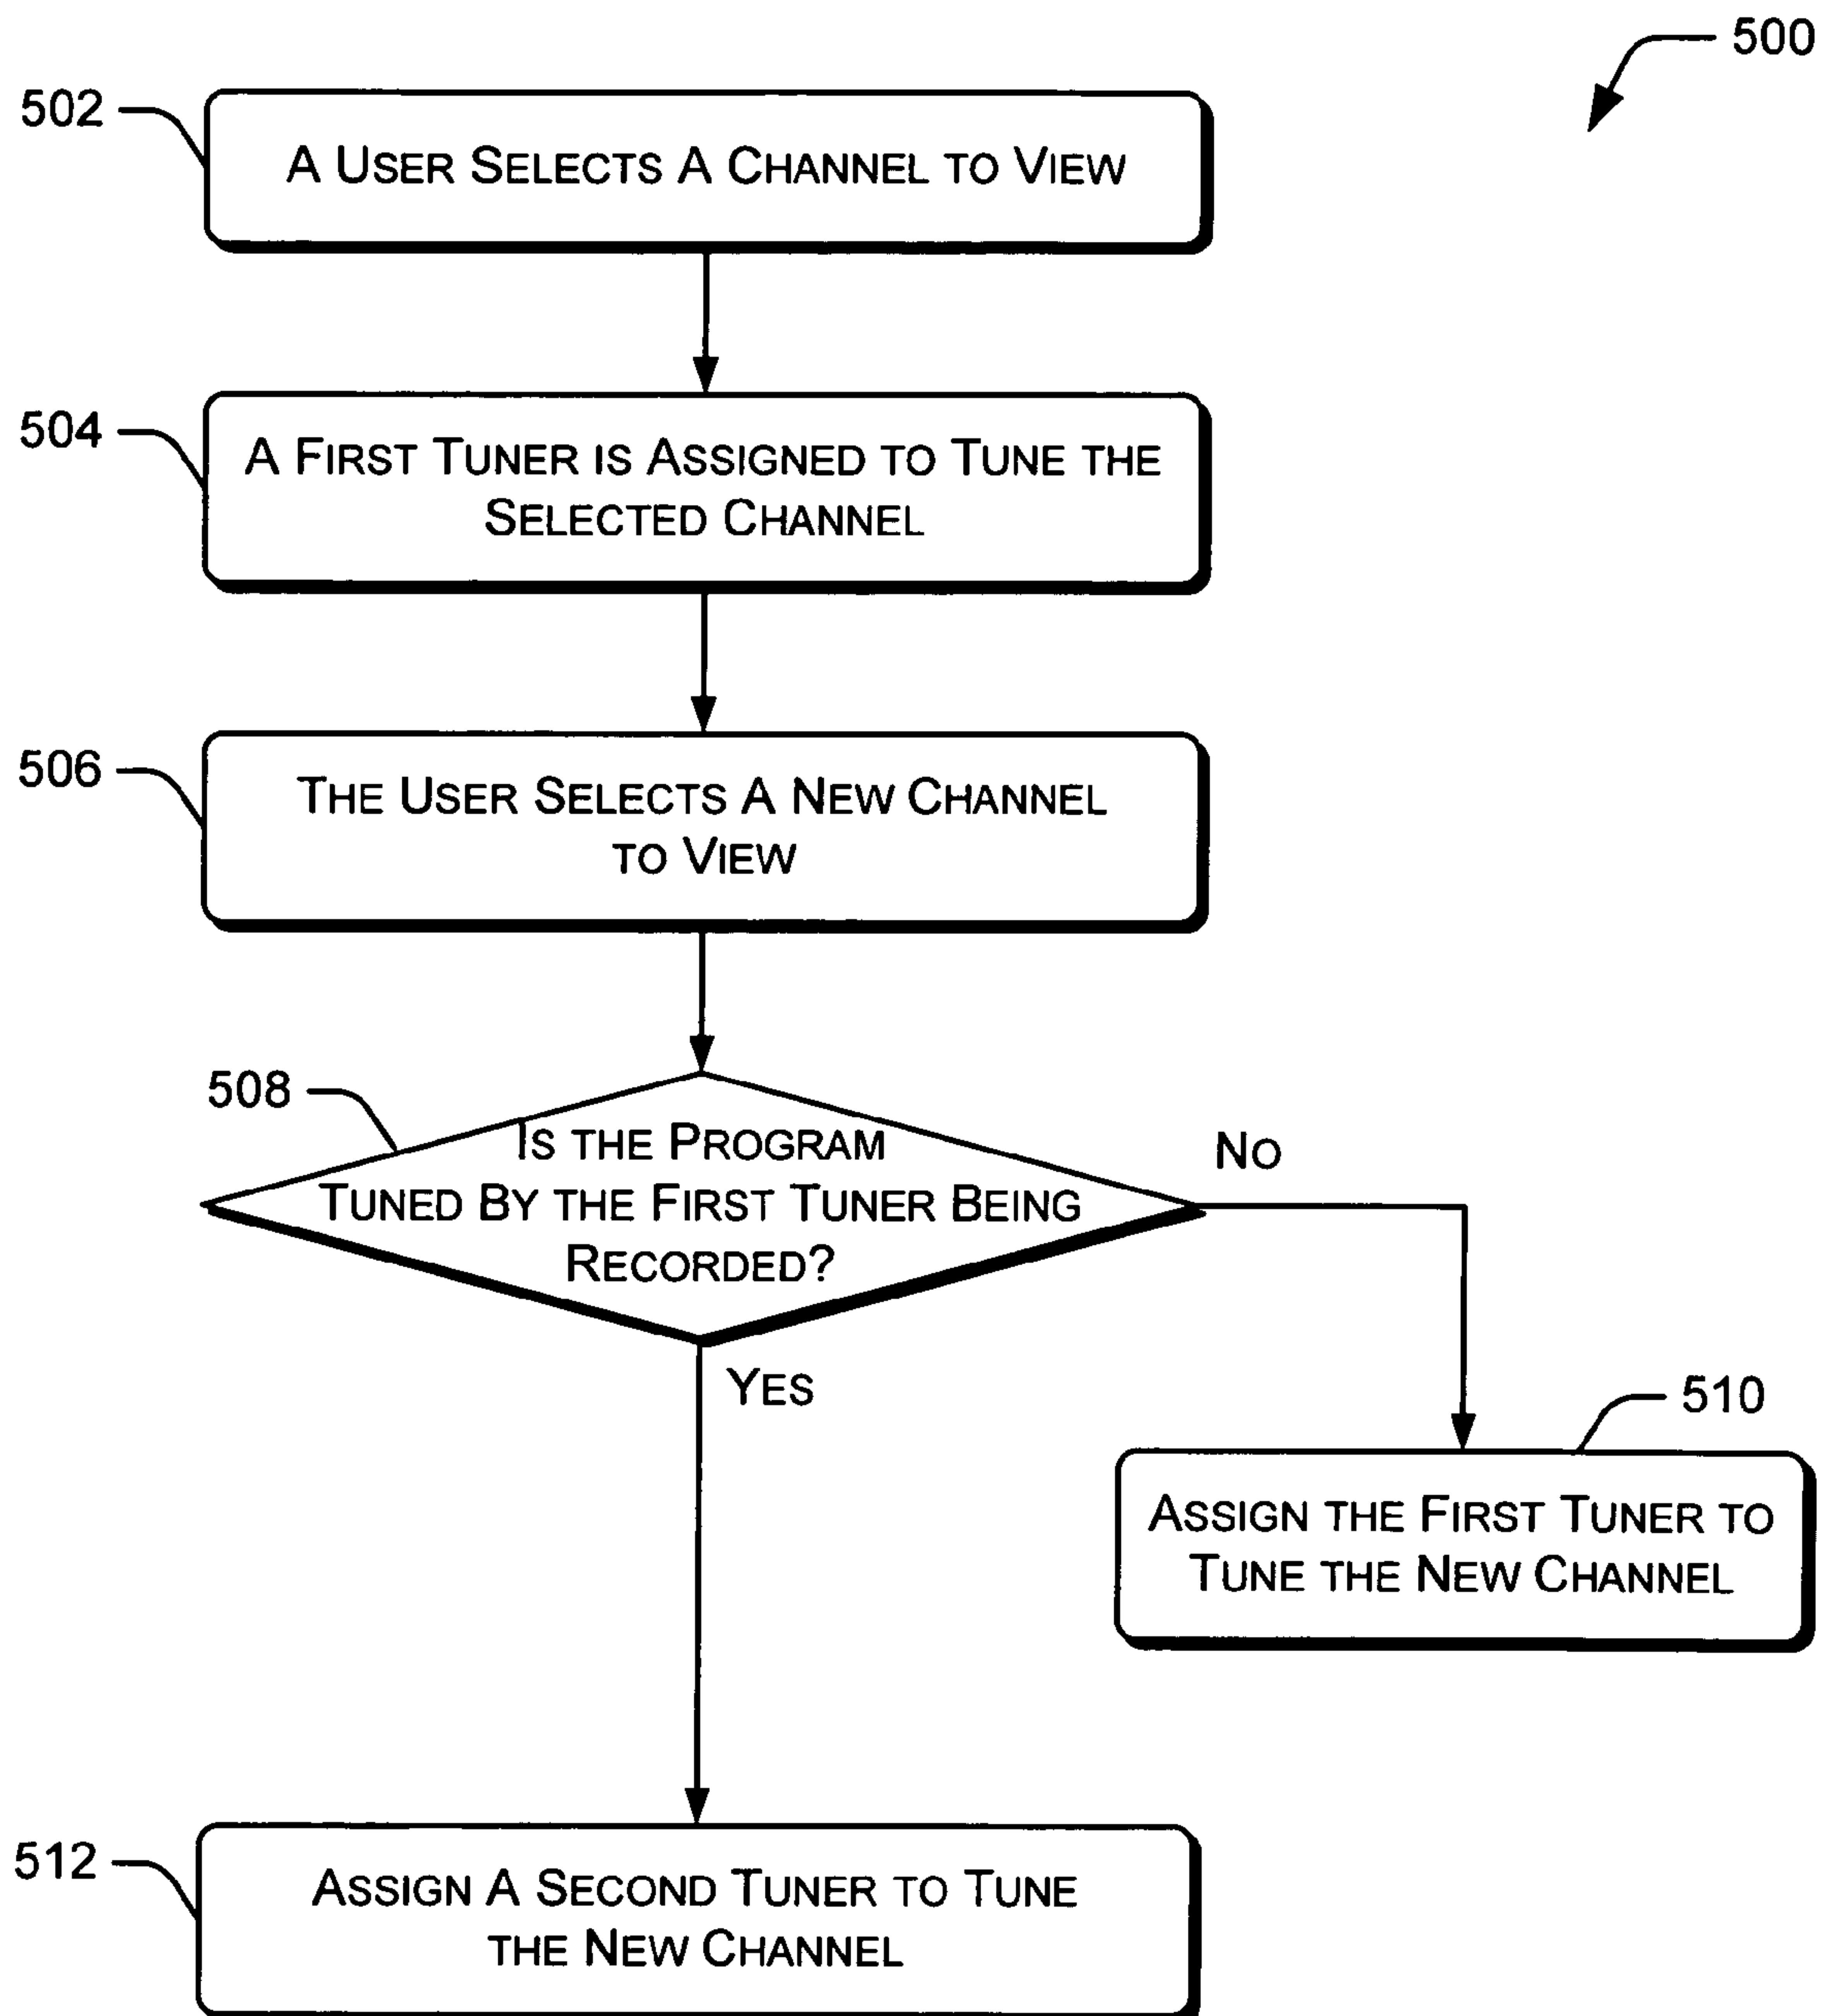 500
502
A USER SELECTS A CHANNEL TO VIEW
504
A FIRST TUNER IS ASSIGNED TO TUNE THE
SELECTED CHANNEL
506
THE USER SELECTS A NEW CHANNEL
TO VIEW
508
IS THE PROGRAM
TUNED BY THE FIRST TUNER BEING
RECORDED?
NO
YES
510
ASSIGN THE FIRST TUNER TO
TUNE THE NEW CHANNEL
512
ASSIGN A SECOND TUNER TO TUNE
THE NEW CHANNEL